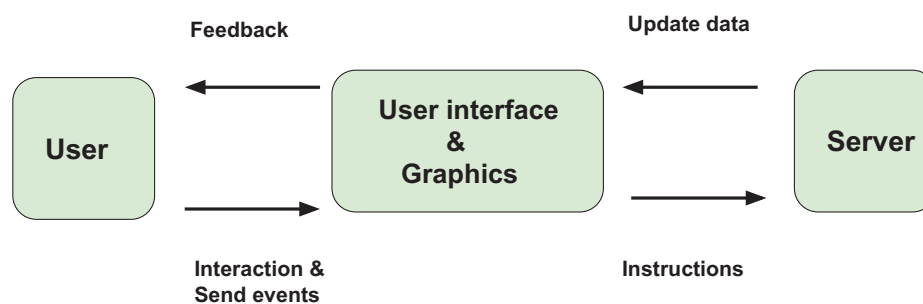 Feedback
Update data
User
User interface
&
Graphics
Server
Interaction &
Send events
Instructions